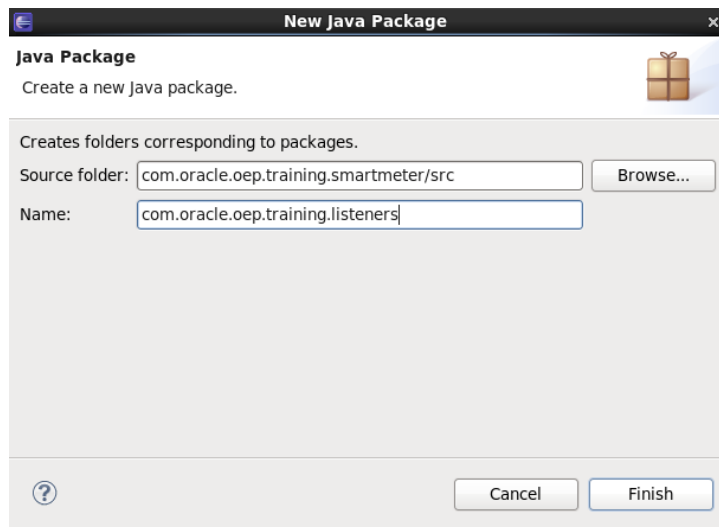 New Java Package
Java Package
Create a new Java package.
Creates folders corresponding to packages.
Source folder: com.oracle.oep.training.smartmeter/src Browse...
Name: com.oracle.oep.training.listeners
? Cancel Finish